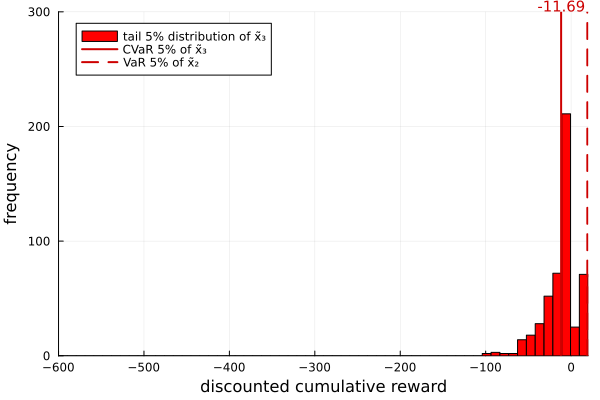 -11.69
300
tail 5% distribution of x̃₃
CVaR 5% of x̃₃
VaR 5% of x̃₂
200
frequency
100
0
−600 −500 −400 −300 −200 −100 0
discounted cumulative reward